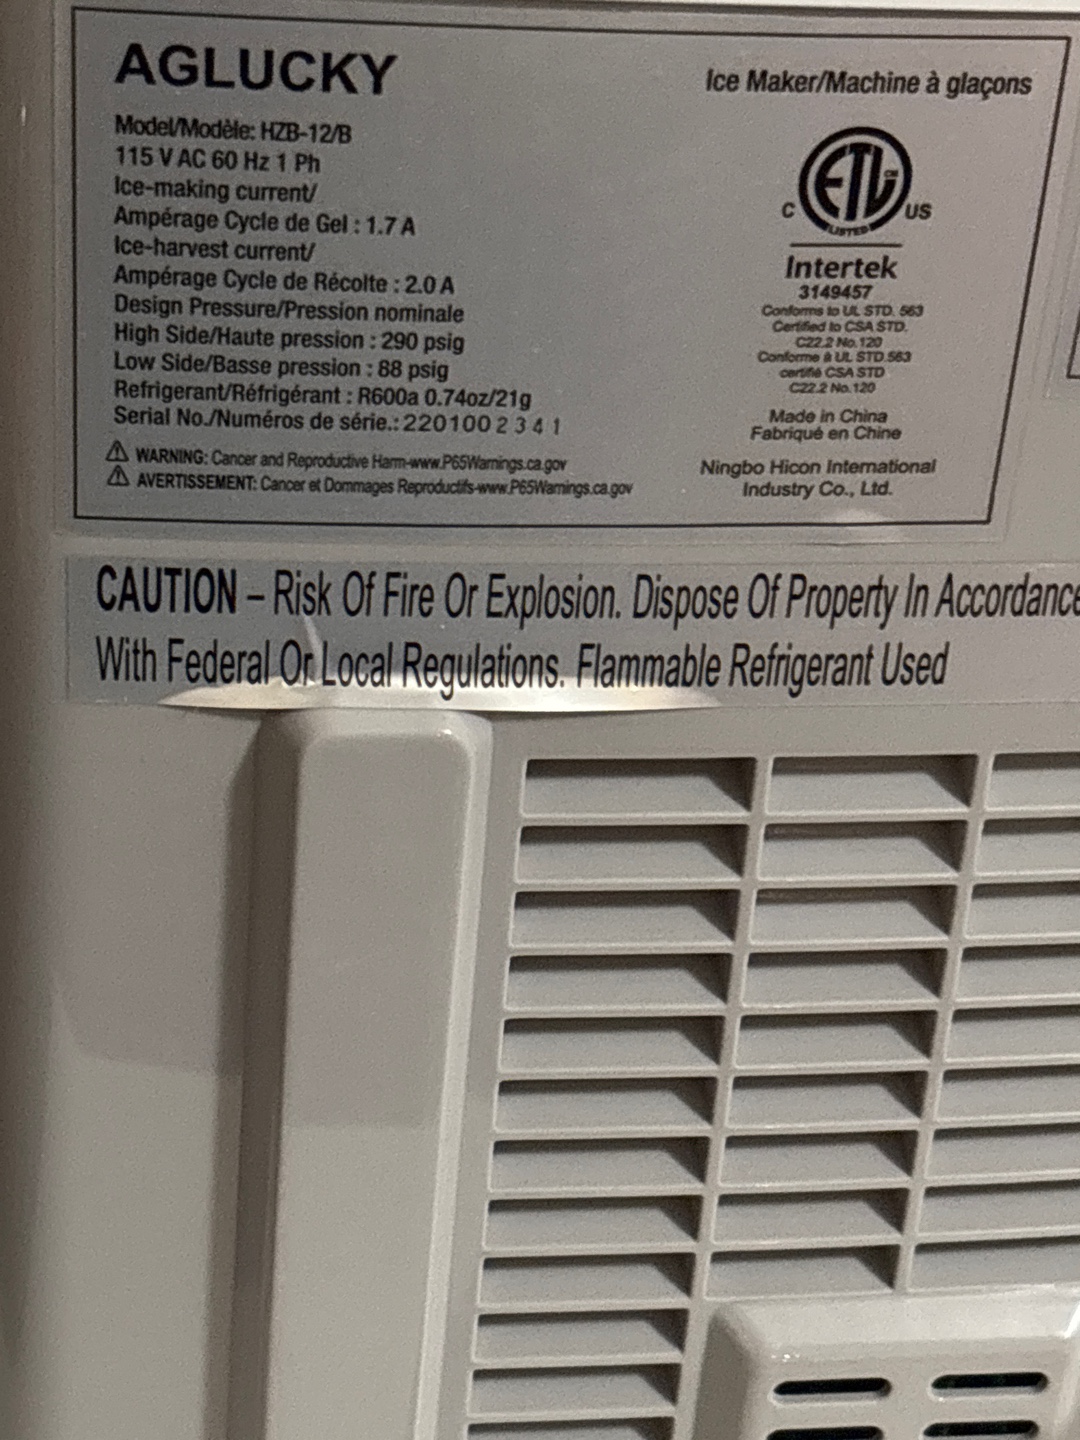 AGLUCKY
Ice Maker/Machine à glaçons
Model/Modèle: HZB-12/B
115 V AC 60 Hz 1 Ph
Ice-making current/
Ampérage Cycle de Gel : 1.7 A
Ice-harvest current/
Ampérage Cycle de Récolte : 2.0 A
Design Pressure/Pression nominale
High Side/Haute pression : 290 psig
Low Side/Basse pression : 88 psig
Refrigerant/Réfrigérant : R600a 0.74oz/21g
Serial No./Numéros de série.: 2201002341
WARNING: Cancer and Reproductive Harm-www.P65Warnings.ca.gov
AVERTISSEMENT: Cancer et Dommages Reproductifs-www.P65Warnings.ca.gov
ETL CM
C US
LISTED
Intertek
3149457
Conforms to UL STD. 563
Certified to CSA STD.
C22.2 No.120
Conforme à UL STD.563
certifié CSA STD
C22.2 No.120
Made in China
Fabriqué en Chine
Ningbo Hicon International
Industry Co., Ltd.
CAUTION – Risk Of Fire Or Explosion. Dispose Of Property In Accordance
With Federal Or Local Regulations. Flammable Refrigerant Used